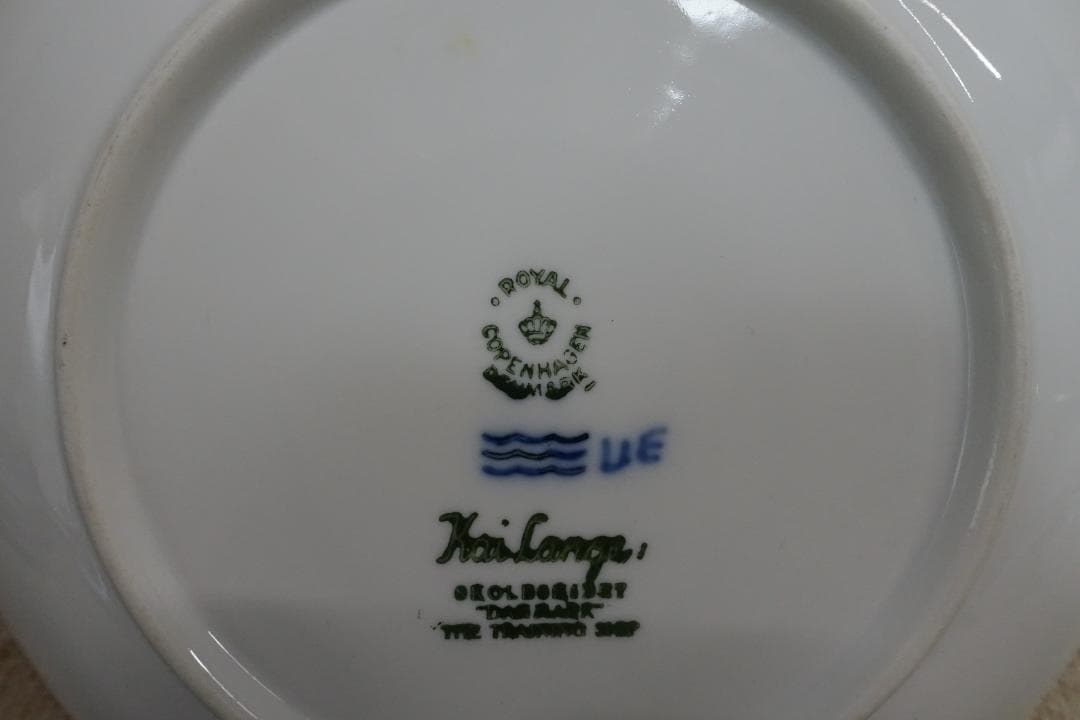 ROYAL
COPENHAGEN
DENMARK
Kai Lange
SKOLESKIBET
"DANMARK"
THE TRAINING SHIP